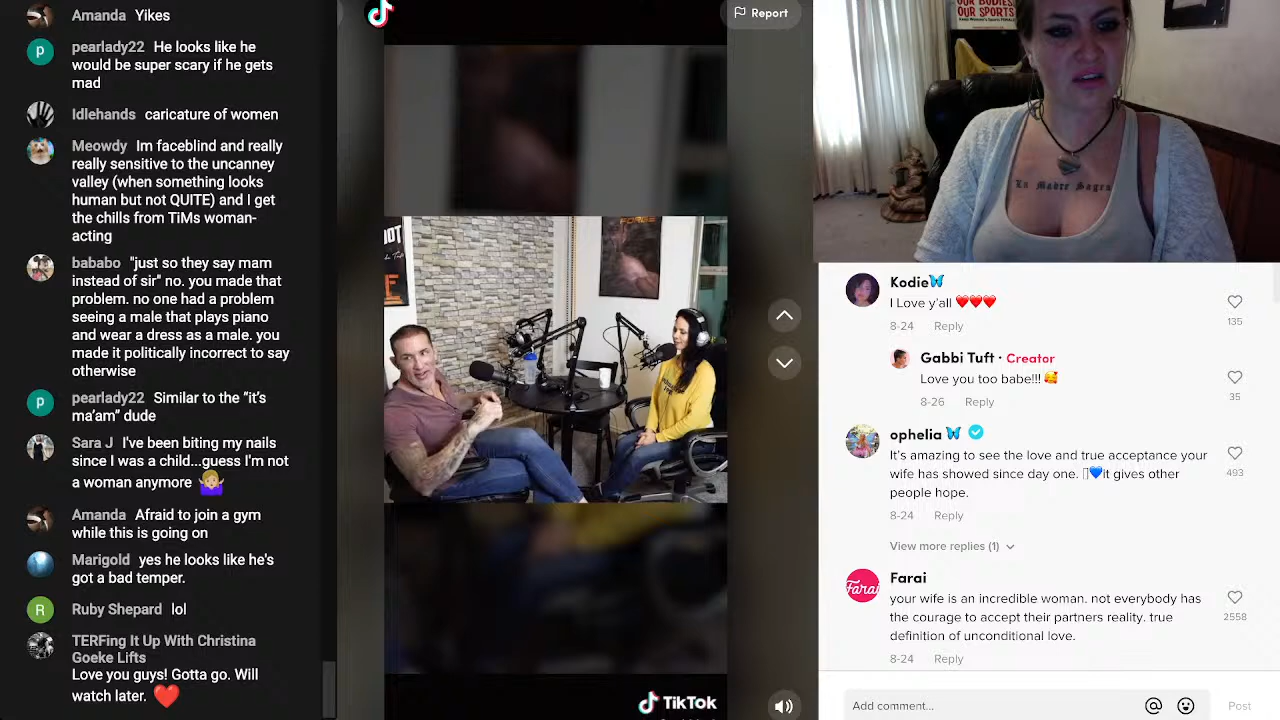 Amanda Yikes
pearlady22 He looks like he
would be super scary if he gets
mad
Idlehands caricature of women
Meowdy Im faceblind and really
really sensitive to the uncanney
valley (when something looks
human but not QUITE) and I get
the chills from TiMs woman-
acting
bababo "just so they say mam
instead of sir" no. you made that
problem. no one had a problem
seeing a male that plays piano
and wear a dress as a male. you
made it politically incorrect to say
otherwise
pearlady22 Similar to the "it's
ma'am" dude
Sara J I've been biting my nails
since I was a child...guess I'm not
a woman anymore 🤷🏼‍♀️
Amanda Afraid to join a gym
while this is going on
Marigold yes he looks like he's
got a bad temper.
R Ruby Shepard lol
TERFing It Up With Christina
Goeke Lifts
Love you guys! Gotta go. Will
watch later. ❤️
Report
TikTok
OUR BODIES
OUR SPORTS
La Madre Sagra
Kodie🦋
I Love y'all ❤️❤️❤️
8-24 Reply
135
Gabbi Tuft · Creator
Love you too babe!!! 🥰
8-26 Reply
35
ophelia 🦋
It's amazing to see the love and true acceptance your
wife has showed since day one. ▯💙it gives other
people hope.
8-24 Reply
493
View more replies (1)
Farai
Farai
your wife is an incredible woman. not everybody has
the courage to accept their partners reality. true
definition of unconditional love.
8-24 Reply
2558
Add comment...
Post